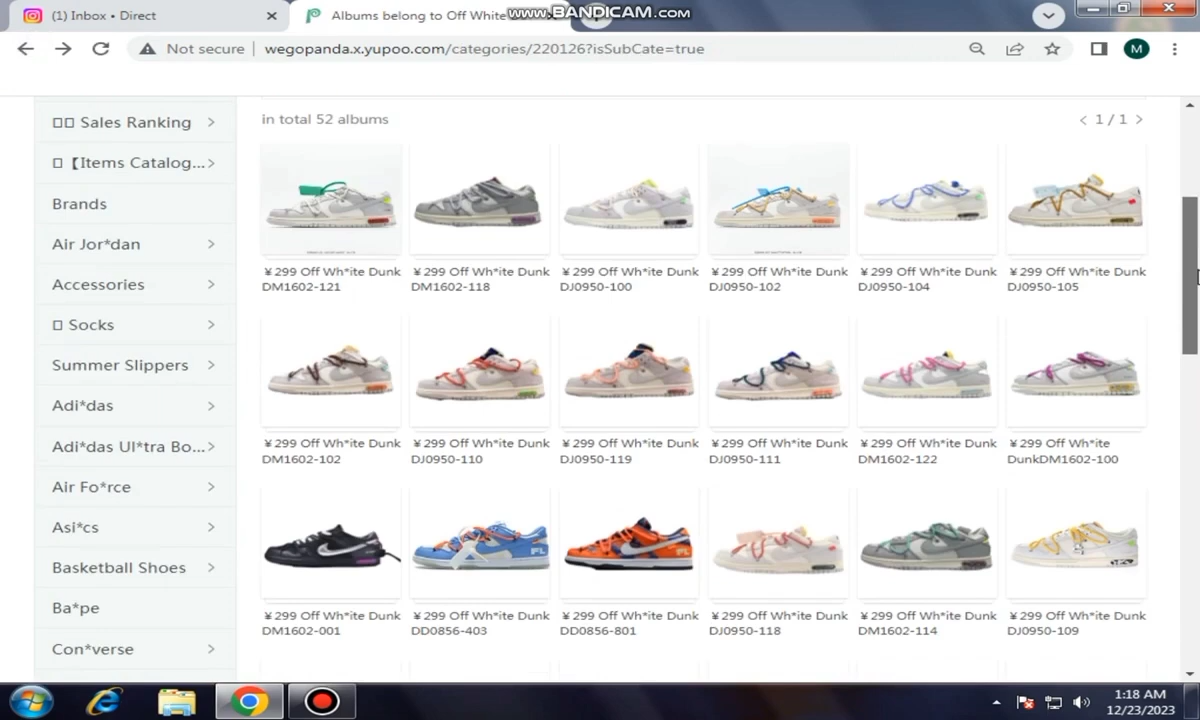 (1) Inbox • Direct
Albums belong to Off White
www.BANDICAM.com
Not secure
wegopanda.x.yupoo.com/categories/220126?isSubCate=true
M
Sales Ranking
【Items Catalog...
Brands
Air Jor*dan
Accessories
Socks
Summer Slippers
Adi*das
Adi*das Ul*tra Bo...
Air Fo*rce
Asi*cs
Basketball Shoes
Ba*pe
Con*verse
in total 52 albums
< 1 / 1 >
¥299 Off Wh*ite Dunk
DM1602-121
¥299 Off Wh*ite Dunk
DM1602-118
¥299 Off Wh*ite Dunk
DJ0950-100
¥299 Off Wh*ite Dunk
DJ0950-102
¥299 Off Wh*ite Dunk
DJ0950-104
¥299 Off Wh*ite Dunk
DJ0950-105
¥299 Off Wh*ite Dunk
DM1602-102
¥299 Off Wh*ite Dunk
DJ0950-110
¥299 Off Wh*ite Dunk
DJ0950-119
¥299 Off Wh*ite Dunk
DJ0950-111
¥299 Off Wh*ite Dunk
DM1602-122
¥299 Off Wh*ite
DunkDM1602-100
¥299 Off Wh*ite Dunk
DM1602-001
¥299 Off Wh*ite Dunk
DD0856-403
¥299 Off Wh*ite Dunk
DD0856-801
¥299 Off Wh*ite Dunk
DJ0950-118
¥299 Off Wh*ite Dunk
DM1602-114
¥299 Off Wh*ite Dunk
DJ0950-109
1:18 AM
12/23/2023